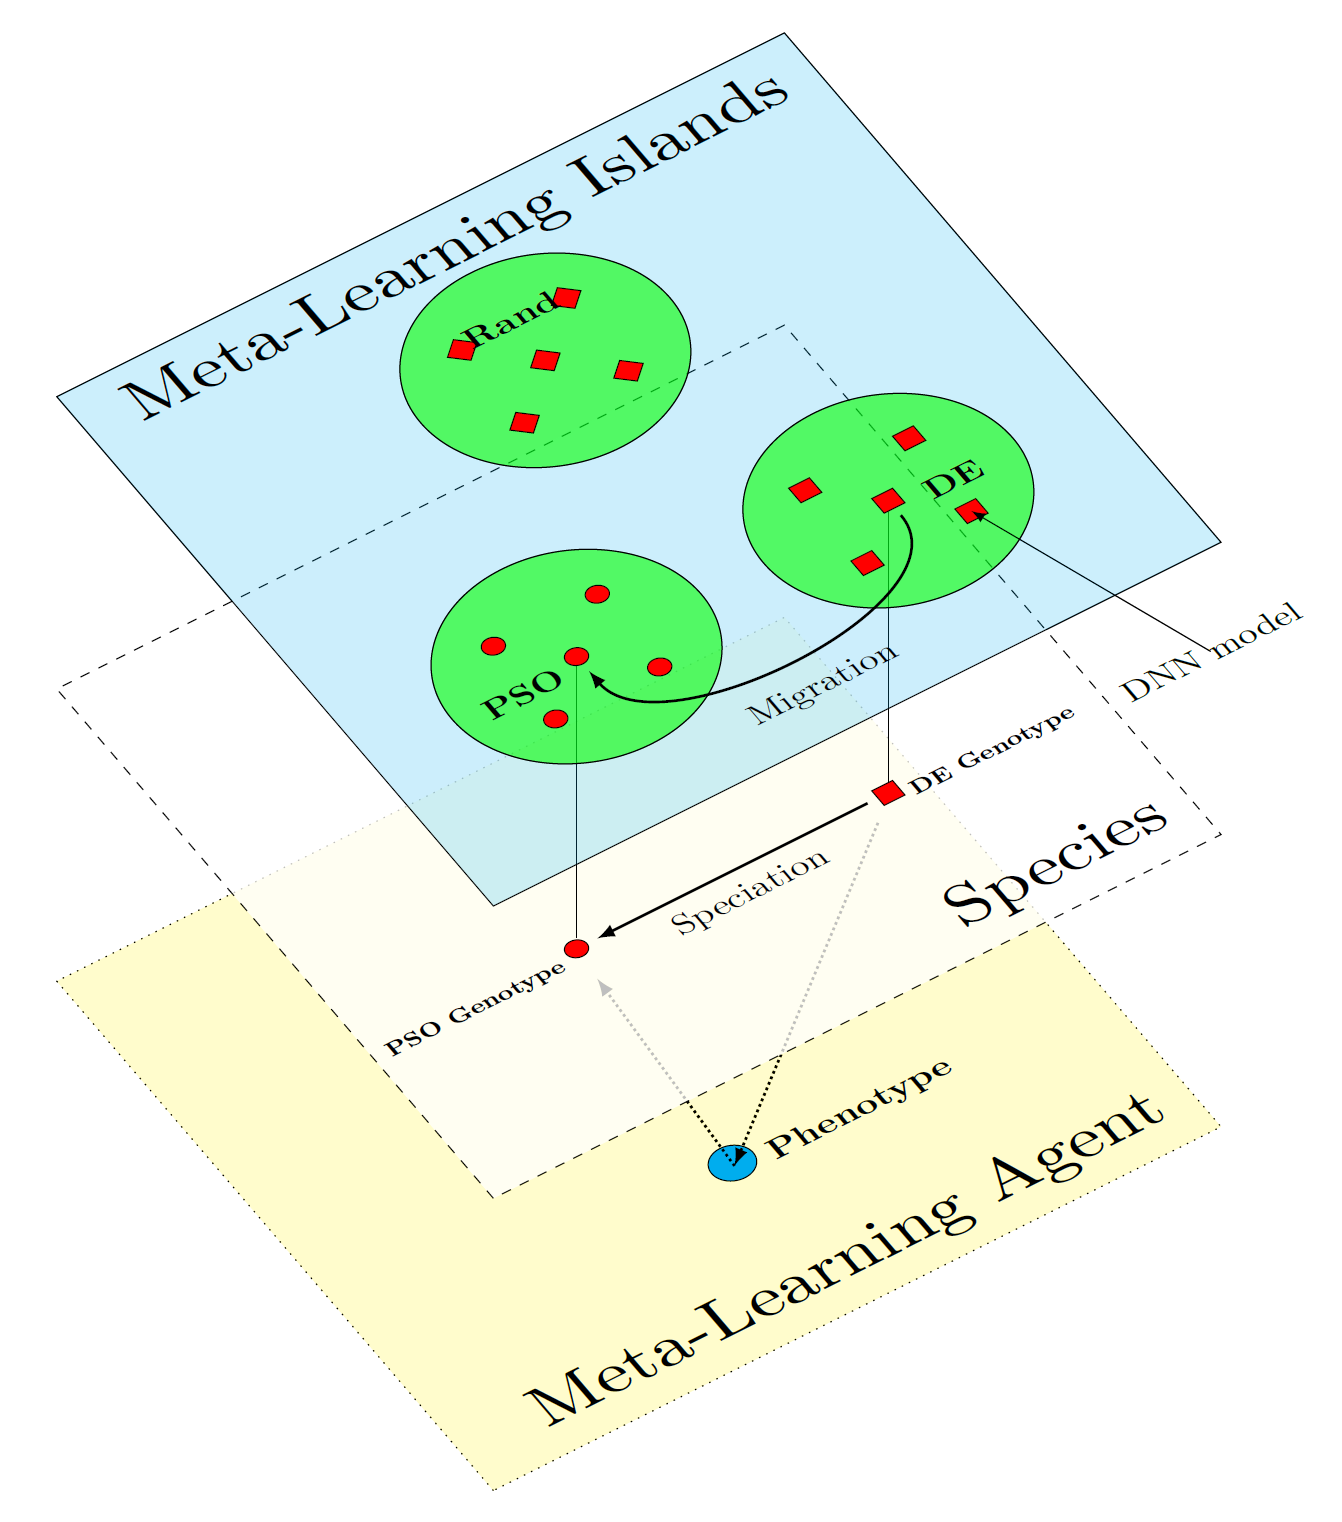 Meta-Learning Islands
Rand
DE
PSO
Migration
DNN model
DE Genotype
Species
Speciation
PSO Genotype
Phenotype
Meta-Learning Agent